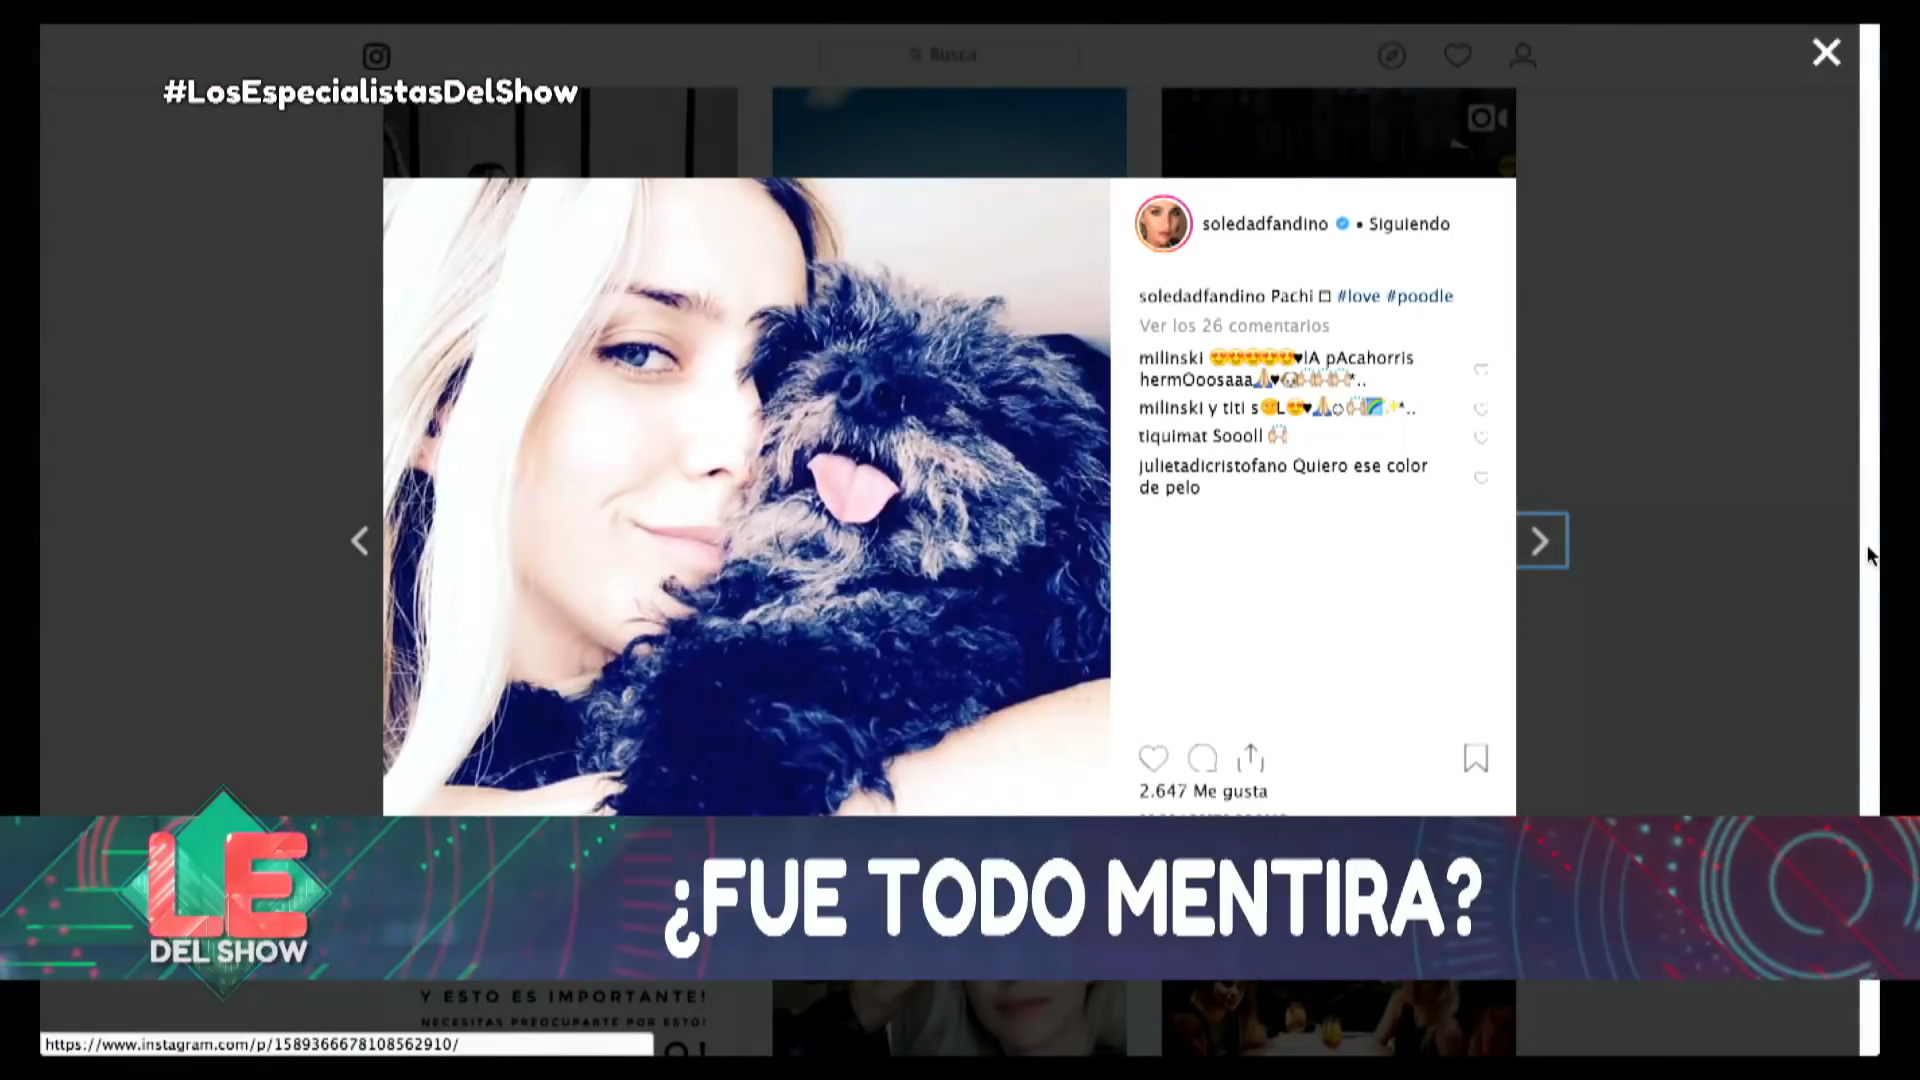 Busca
#LosEspecialistasDelShow
soledadfandino • Siguiendo
soledadfandino Pachi □ #love #poodle
Ver los 26 comentarios
milinski 😍😍😍😍😍♥lA pAcahorris
hermOoosaaa🙏♥🐶🙌🙌🙌*..
milinski y titi s🌞L😍♥🙏○🙌🌈✨*..
tiquimat Soooll 🙌
julietadicristofano Quiero ese color
de pelo
2.647 Me gusta
LE
DEL SHOW
¿FUE TODO MENTIRA?
Y ESTO ES IMPORTANTE!
NECESITAS PREOCUPARTE POR ESTO!
https://www.instagram.com/p/1589366678108562910/